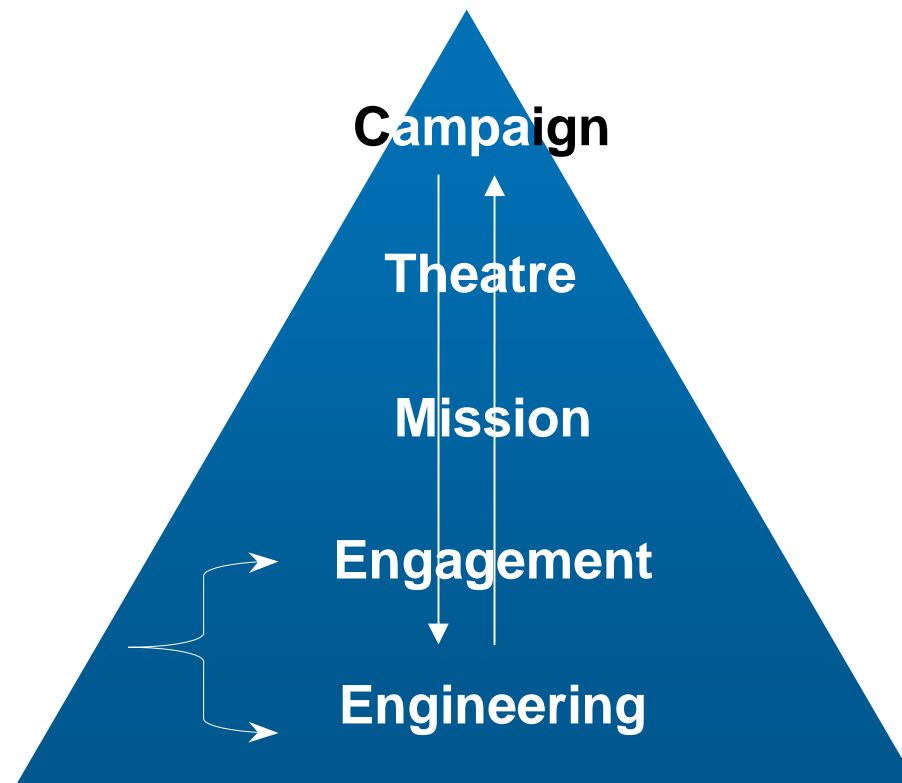 Campaign
Theatre
Mission
Engagement
Engineering